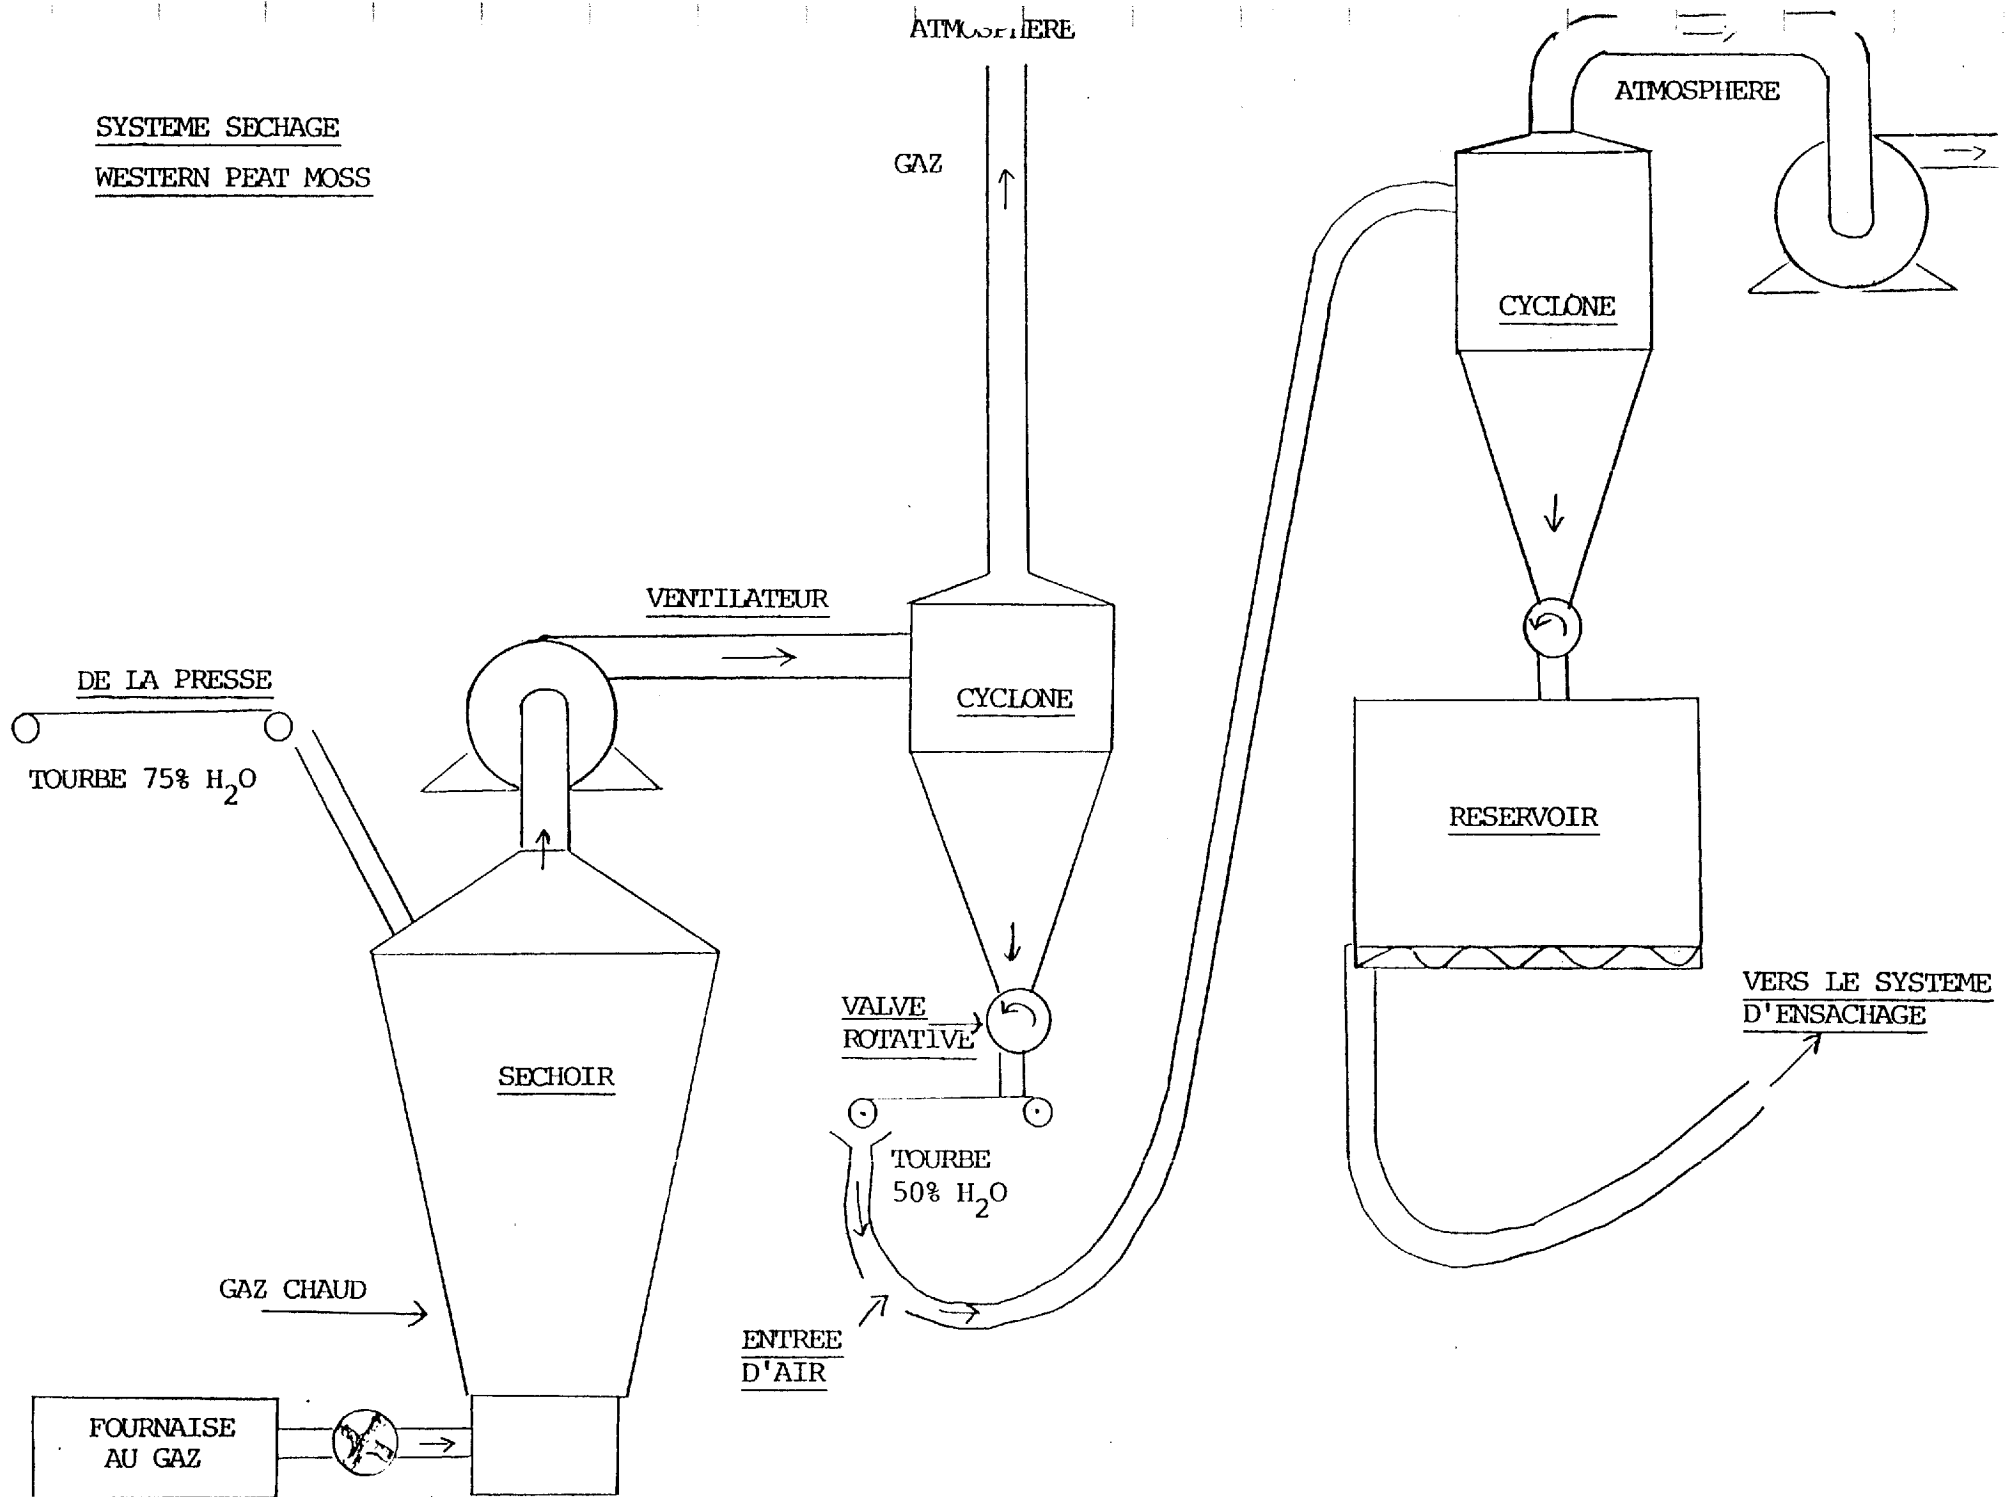 SYSTEME SECHAGE
WESTERN PEAT MOSS
ATMOSPHERE
GAZ
ATMOSPHERE
CYCLONE
VENTILATEUR
CYCLONE
DE LA PRESSE
TOURBE 75% H₂O
RESERVOIR
VALVE
ROTATIVE
VERS LE SYSTEME
D'ENSACHAGE
SECHOIR
TOURBE
50% H₂O
GAZ CHAUD
ENTREE
D'AIR
FOURNAISE
AU GAZ